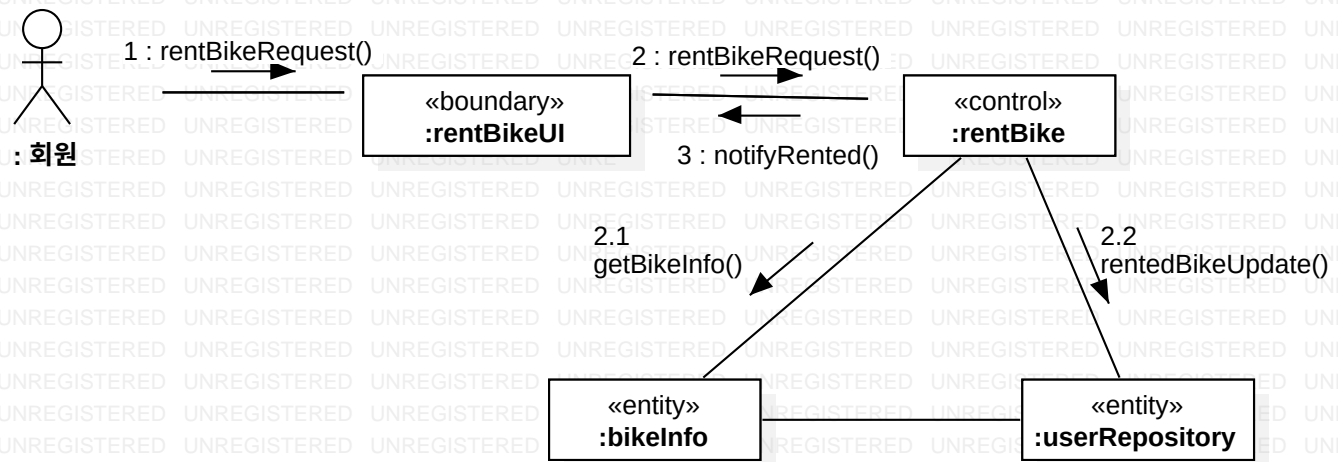 1 : rentBikeRequest()
2 : rentBikeRequest()
«boundary»
:rentBikeUI
«control»
:rentBike
: 회원
3 : notifyRented()
2.1
getBikeInfo()
2.2
rentedBikeUpdate()
«entity»
:bikeInfo
«entity»
:userRepository
UNREGISTERED